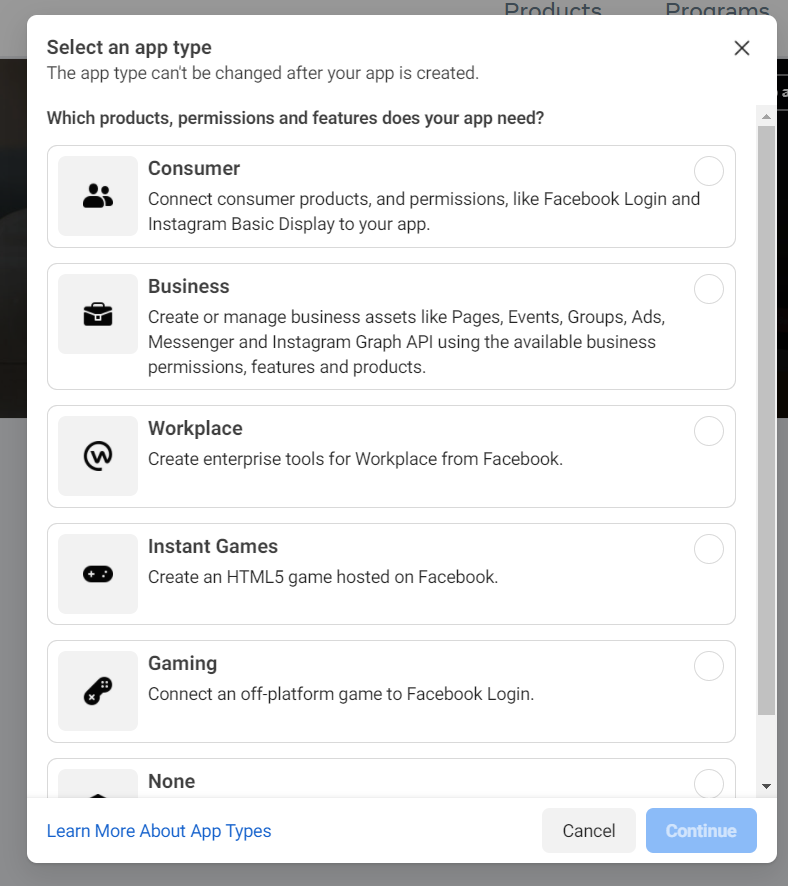 Products Programs
Select an app type
The app type can't be changed after your app is created.
Which products, permissions and features does your app need?
Consumer
Connect consumer products, and permissions, like Facebook Login and
Instagram Basic Display to your app.
Business
Create or manage business assets like Pages, Events, Groups, Ads,
Messenger and Instagram Graph API using the available business
permissions, features and products.
Workplace
Create enterprise tools for Workplace from Facebook.
Instant Games
Create an HTML5 game hosted on Facebook.
Gaming
Connect an off-platform game to Facebook Login.
None
Learn More About App Types
Cancel
Continue